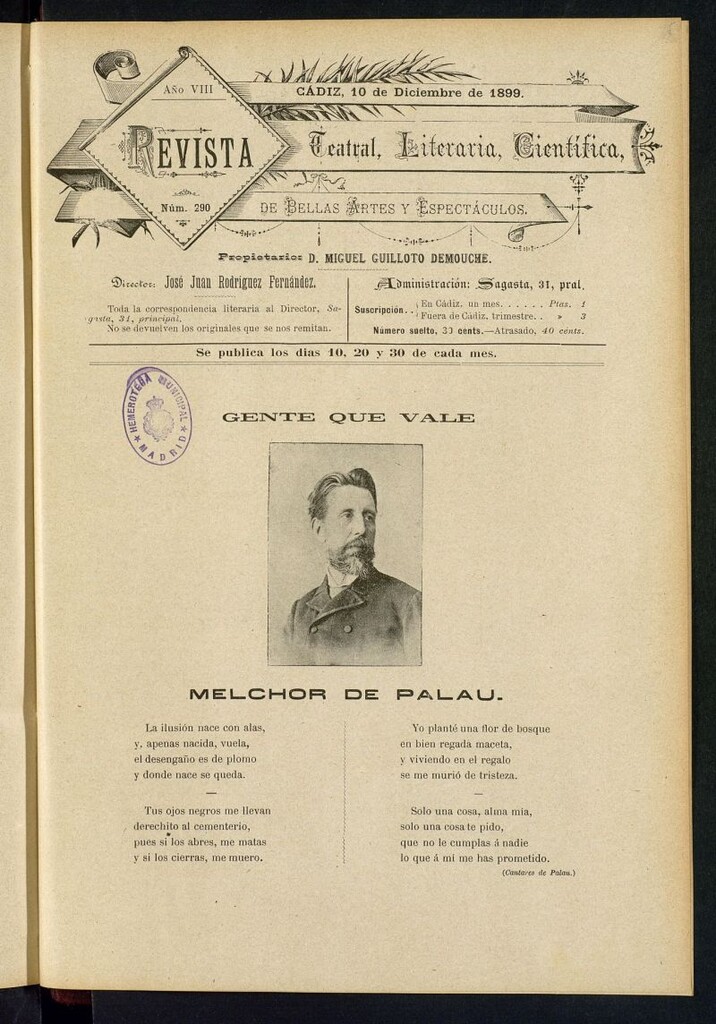 Año VIII
CÁDIZ, 10 de Diciembre de 1899.
REVISTA
Teatral, Literaria, Científica,
Núm. 290
DE BELLAS ARTES Y ESPECTÁCULOS.
Propietario: D. MIGUEL GUILLOTO DEMOUCHE.
Director: José Juan Rodríguez Fernández.
Toda la correspondencia literaria al Director, Sa-
gasta, 31, principal.
No se devuelven los originales que se nos remitan.
Administración: Sagasta, 31, pral.
Suscripción.. En Cádiz. un mes. . . . . . Ptas. 1
Fuera de Cádiz, trimestre. . » 3
Número suelto, 30 cents.—Atrasado, 40 cents.
Se publica los dias 10, 20 y 30 de cada mes.
HEMEROTECA MUNICIPAL
★ MADRID ★
GENTE QUE VALE
MELCHOR DE PALAU.
La ilusión nace con alas,
y, apenas nacida, vuela,
el desengaño es de plomo
y donde nace se queda.
—
Tus ojos negros me llevan
derechito al cementerio,
pues si los abres, me matas
y si los cierras, me muero.
Yo planté una flor de bosque
en bien regada maceta,
y viviendo en el regalo
se me murió de tristeza.
—
Solo una cosa, alma mia,
solo una cosa te pido,
que no le cumplas á nadie
lo que á mi me has prometido.
(Cantares de Palau.)